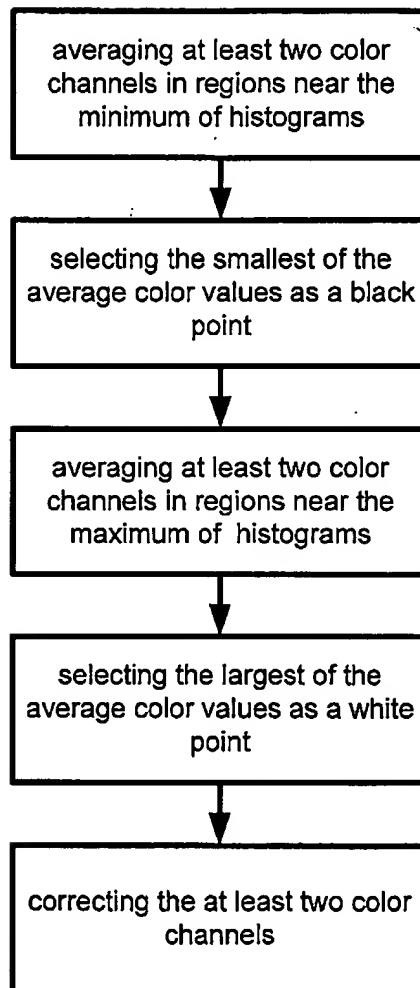 averaging at least two color
channels in regions near the
minimum of histograms
selecting the smallest of the
average color values as a black
point
averaging at least two color
channels in regions near the
maximum of histograms
selecting the largest of the
average color values as a white
point
correcting the at least two color
channels